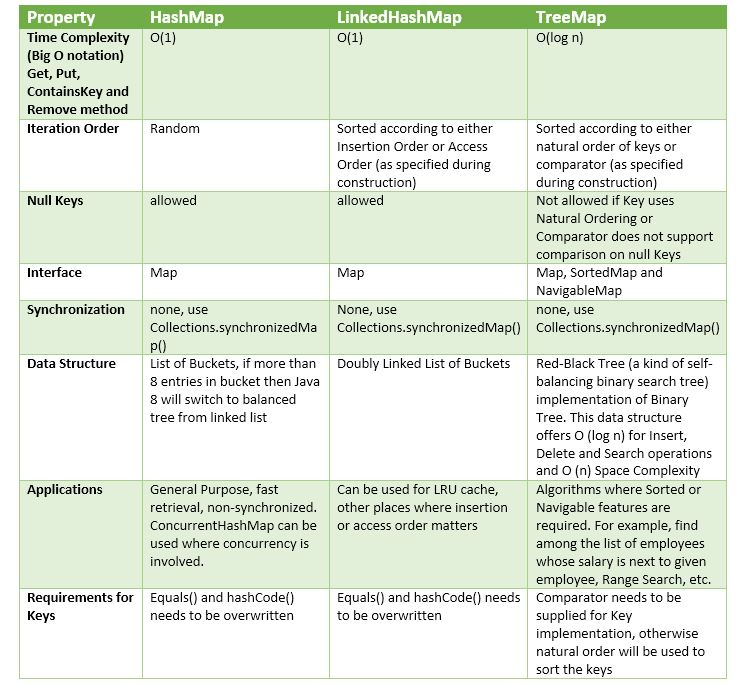 Property HashMap LinkedHashMap TreeMap
Time Complexity
(Big O notation)
Get, Put,
ContainsKey and
Remove method
O(1)
O(1)
O(log n)
Iteration Order
Random
Sorted according to either
Insertion Order or Access
Order (as specified during
construction)
Sorted according to either
natural order of keys or
comparator (as specified
during construction)
Null Keys
allowed
allowed
Not allowed if Key uses
Natural Ordering or
Comparator does not support
comparison on null Keys
Interface
Map
Map
Map, SortedMap and
NavigableMap
Synchronization
none, use
Collections.synchronizedMa
p()
None, use
Collections.synchronizedMap()
none, use
Collections.synchronizedMap()
Data Structure
List of Buckets, if more than
8 entries in bucket then Java
8 will switch to balanced
tree from linked list
Doubly Linked List of Buckets
Red-Black Tree (a kind of self-
balancing binary search tree)
implementation of Binary
Tree. This data structure
offers O (log n) for Insert,
Delete and Search operations
and O (n) Space Complexity
Applications
General Purpose, fast
retrieval, non-synchronized.
ConcurrentHashMap can be
used where concurrency is
involved.
Can be used for LRU cache,
other places where insertion
or access order matters
Algorithms where Sorted or
Navigable features are
required. For example, find
among the list of employees
whose salary is next to given
employee, Range Search, etc.
Requirements for
Keys
Equals() and hashCode()
needs to be overwritten
Equals() and hashCode() needs
to be overwritten
Comparator needs to be
supplied for Key
implementation, otherwise
natural order will be used to
sort the keys